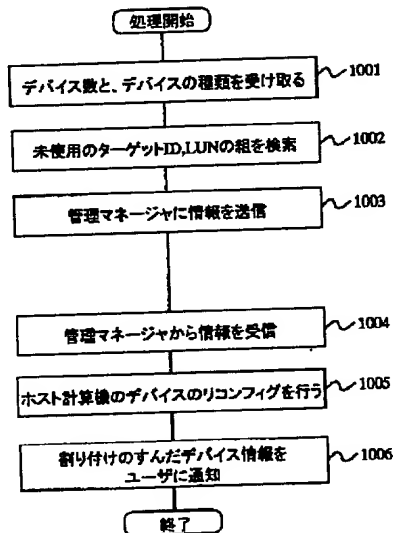 処理開始
デバイス数と、デバイスの種類を受け取る
1001
未使用のターゲットID,LUNの組を検索
1002
管理マネージャに情報を送信
1003
管理マネージャから情報を受信
1004
ホスト計算機のデバイスのリコンフィグを行う
1005
割り付けのすんだデバイス情報を
ユーザに通知
1006
終了